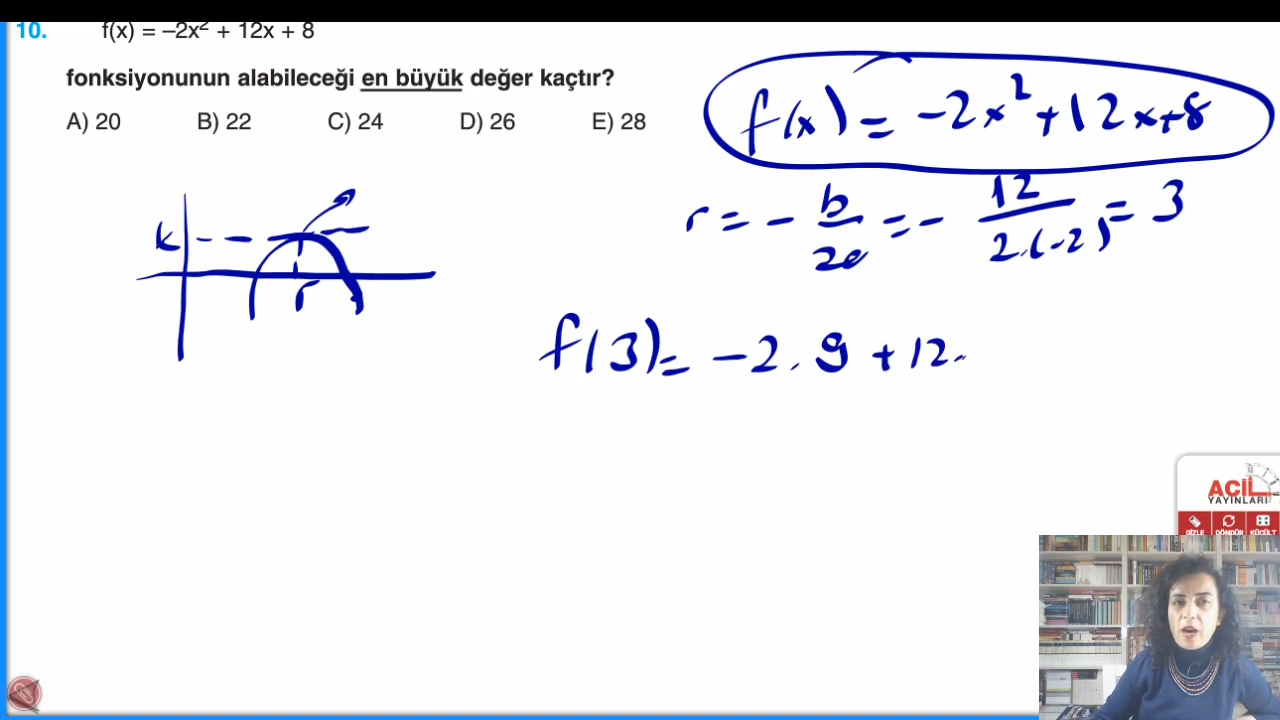 10. f(x) = –2x² + 12x + 8
fonksiyonunun alabileceği en büyük değer kaçtır?
A) 20 B) 22 C) 24 D) 26 E) 28
f(x) = -2x² + 12x + 8
r = - b/2a = - 12/2.(-2) = 3
k
r
f(3) = -2 . 9 + 12.
ACİL
YAYINLARI
GİZLE DÖNDÜR KÜÇÜLT